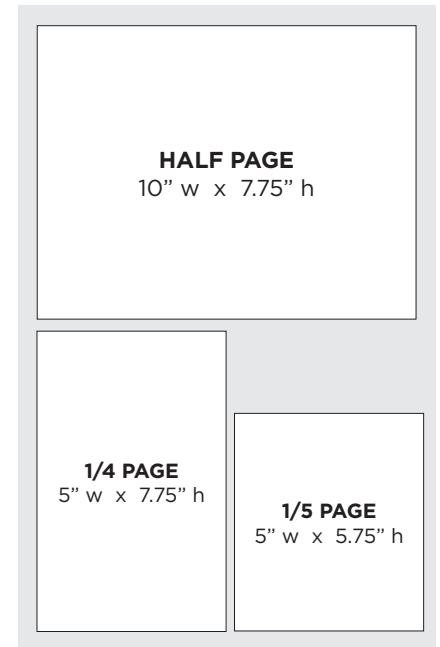 HALF PAGE
10” w x 7.75” h
1/4 PAGE
5” w x 7.75” h
1/5 PAGE
5” w x 5.75” h